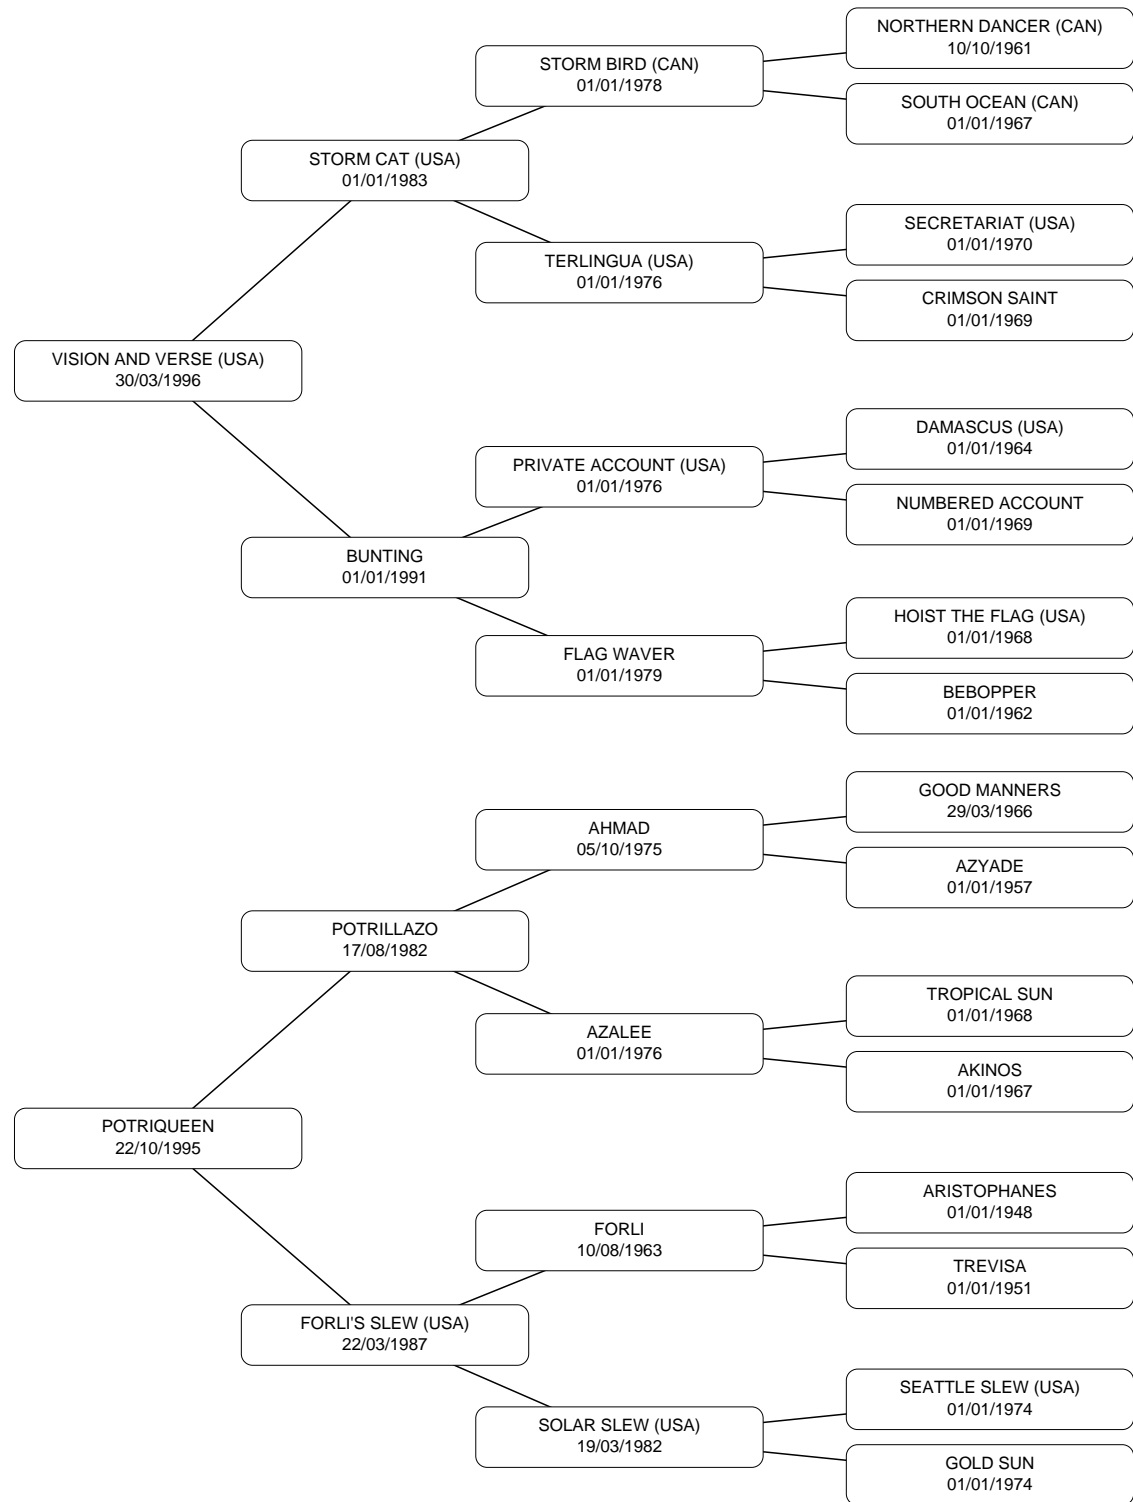 NORTHERN DANCER (CAN)
10/10/1961
STORM BIRD (CAN)
01/01/1978
SOUTH OCEAN (CAN)
01/01/1967
STORM CAT (USA)
01/01/1983
SECRETARIAT (USA)
01/01/1970
TERLINGUA (USA)
01/01/1976
CRIMSON SAINT
01/01/1969
VISION AND VERSE (USA)
30/03/1996
DAMASCUS (USA)
01/01/1964
PRIVATE ACCOUNT (USA)
01/01/1976
NUMBERED ACCOUNT
01/01/1969
BUNTING
01/01/1991
HOIST THE FLAG (USA)
01/01/1968
FLAG WAVER
01/01/1979
BEBOPPER
01/01/1962
GOOD MANNERS
29/03/1966
AHMAD
05/10/1975
AZYADE
01/01/1957
POTRILLAZO
17/08/1982
TROPICAL SUN
01/01/1968
AZALEE
01/01/1976
AKINOS
01/01/1967
POTRIQUEEN
22/10/1995
ARISTOPHANES
01/01/1948
FORLI
10/08/1963
TREVISA
01/01/1951
FORLI'S SLEW (USA)
22/03/1987
SEATTLE SLEW (USA)
01/01/1974
SOLAR SLEW (USA)
19/03/1982
GOLD SUN
01/01/1974